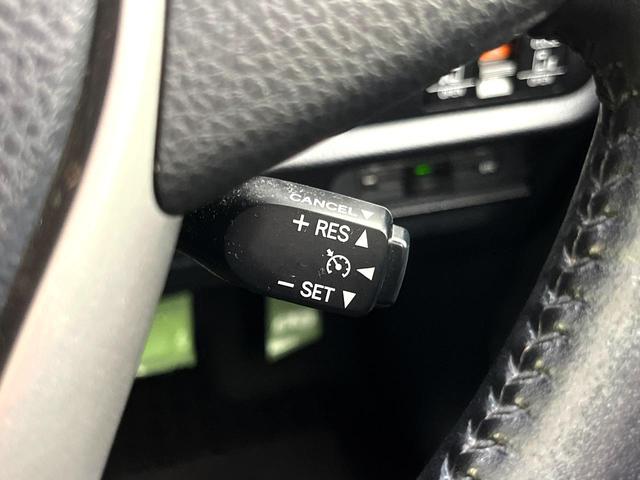 CANCEL▼
+ RES ▲
◄
− SET ▼